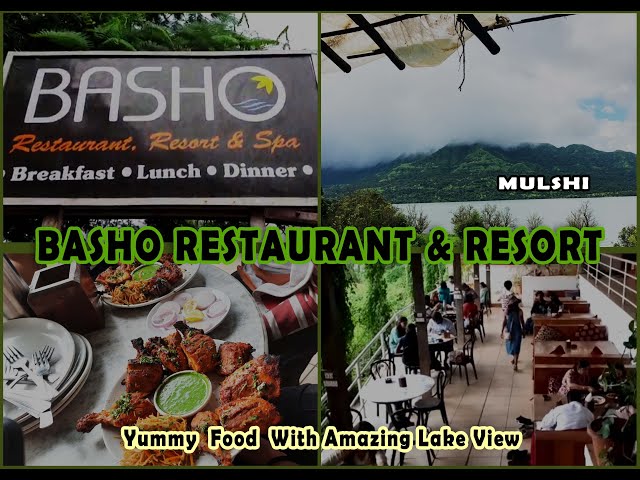 BASHO
Restaurant, Resort & Spa
• Breakfast • Lunch • Dinner •
MULSHI
BASHO RESTAURANT & RESORT
Yummy Food With Amazing Lake View